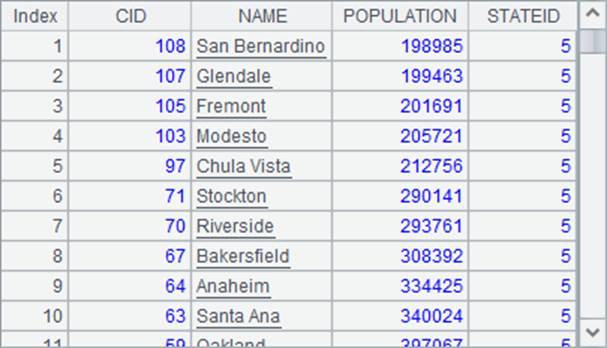 Index CID NAME POPULATION STATEID
1 108 San Bernardino 198985 5
2 107 Glendale 199463 5
3 105 Fremont 201691 5
4 103 Modesto 205721 5
5 97 Chula Vista 212756 5
6 71 Stockton 290141 5
7 70 Riverside 293761 5
8 67 Bakersfield 308392 5
9 64 Anaheim 334425 5
10 63 Santa Ana 340024 5
11 59 Oakland 397067 5